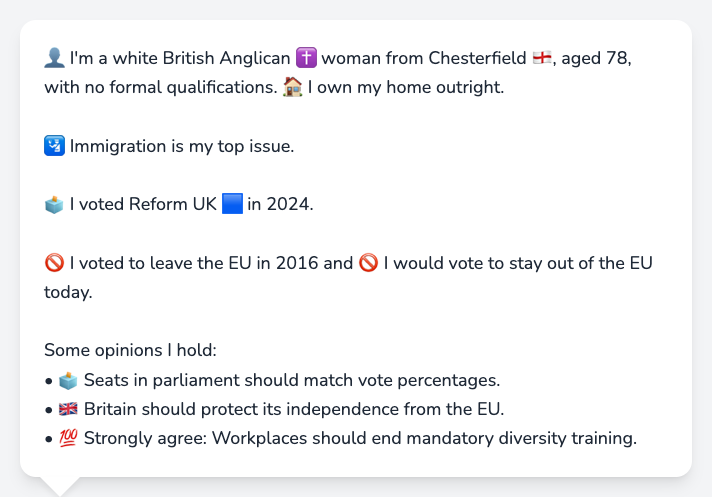 👤 I'm a white British Anglican ✝️ woman from Chesterfield 🏴󠁧󠁢󠁥󠁮󠁧󠁿, aged 78,
with no formal qualifications. 🏠 I own my home outright.
🛂 Immigration is my top issue.
🗳️ I voted Reform UK 🟦 in 2024.
🚫 I voted to leave the EU in 2016 and 🚫 I would vote to stay out of the EU
today.
Some opinions I hold:
• 🗳️ Seats in parliament should match vote percentages.
• 🇬🇧 Britain should protect its independence from the EU.
• 💯 Strongly agree: Workplaces should end mandatory diversity training.